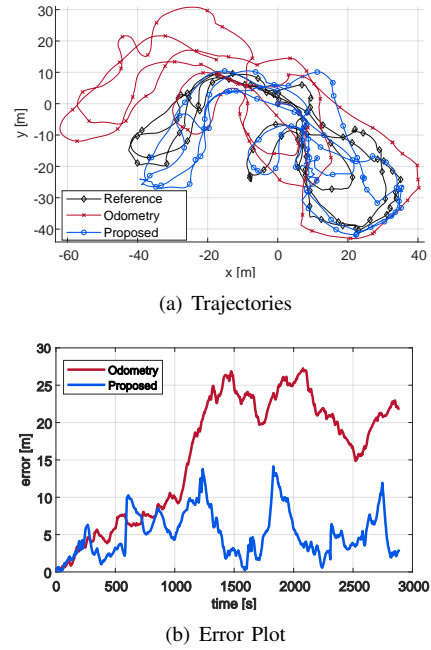 30
20
10
0
-10
-20
-30
-40
y [m]
Reference
Odometry
Proposed
-60 -40 -20 0 20 40
x [m]
(a) Trajectories
30
25
20
15
10
5
0
error [m]
Odometry
Proposed
0 500 1000 1500 2000 2500 3000
time [s]
(b) Error Plot